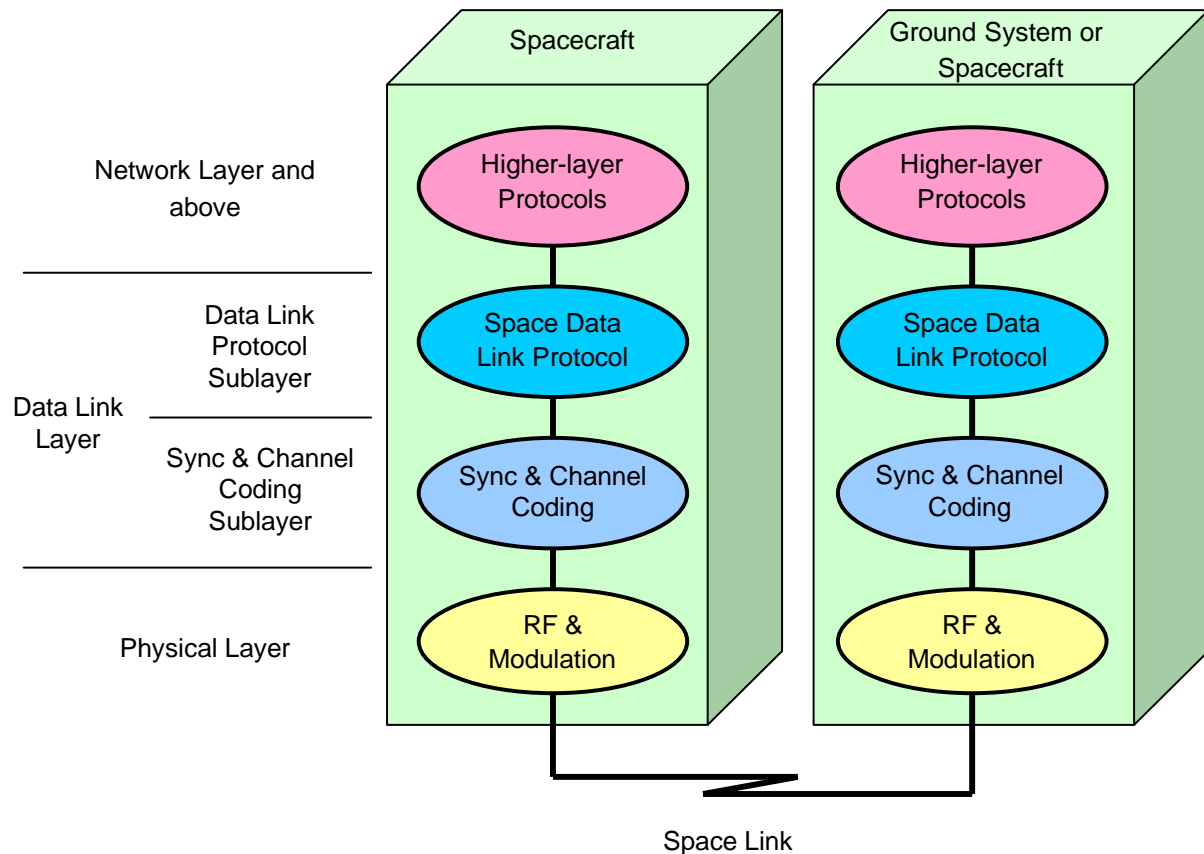 Spacecraft
Ground System or
Spacecraft
Network Layer and
above
Higher-layer
Protocols
Higher-layer
Protocols
Data Link
Protocol
Sublayer
Space Data
Link Protocol
Space Data
Link Protocol
Data Link
Layer
Sync & Channel
Coding
Sublayer
Sync & Channel
Coding
Sync & Channel
Coding
Physical Layer
RF &
Modulation
RF &
Modulation
Space Link